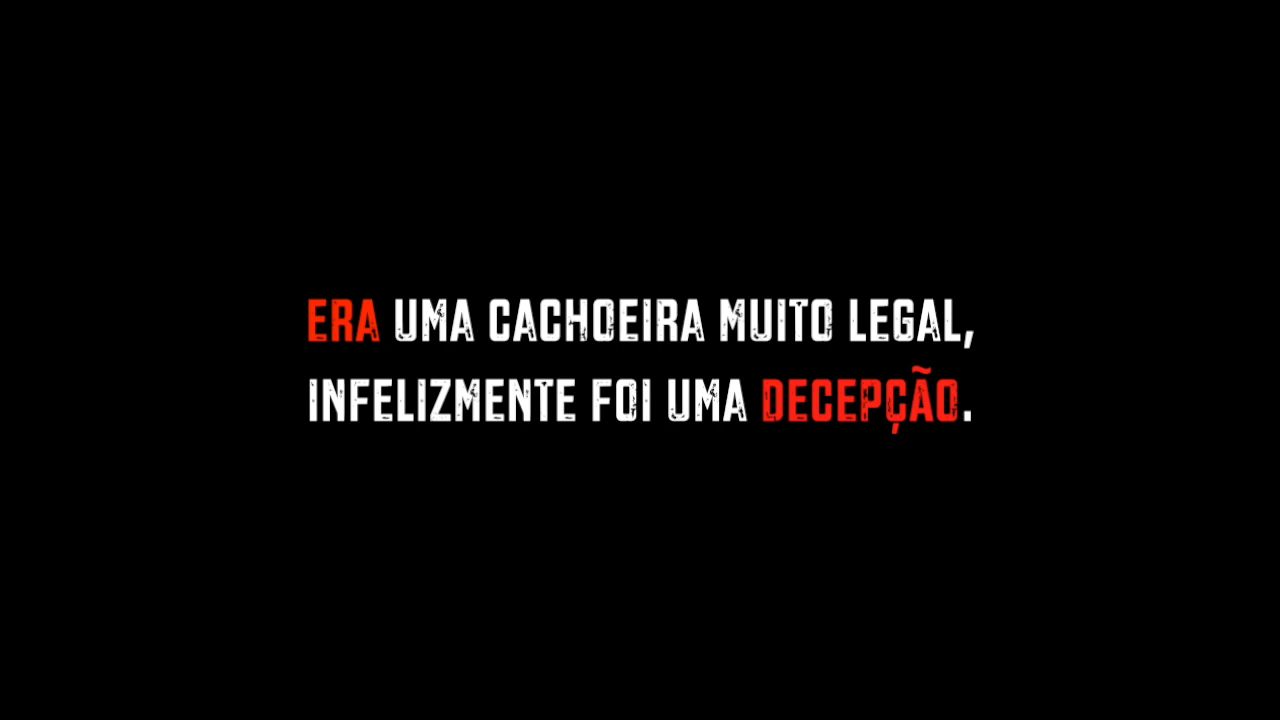 ERA UMA CACHOEIRA MUITO LEGAL,
INFELIZMENTE FOI UMA DECEPÇÃO.